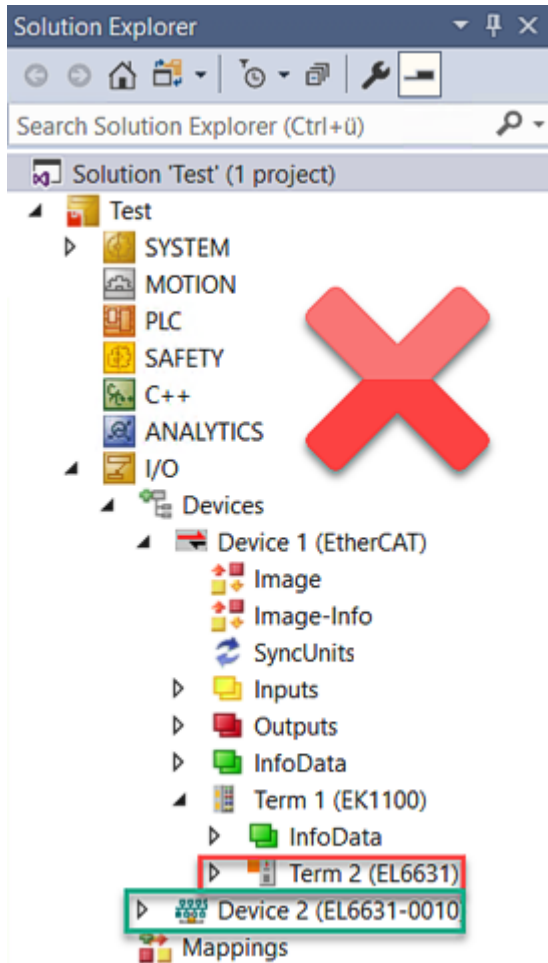 Solution Explorer
Search Solution Explorer (Ctrl+ü)
Solution 'Test' (1 project)
Test
SYSTEM
MOTION
PLC
SAFETY
C++
ANALYTICS
I/O
Devices
Device 1 (EtherCAT)
Image
Image-Info
SyncUnits
Inputs
Outputs
InfoData
Term 1 (EK1100)
InfoData
Term 2 (EL6631)
Device 2 (EL6631-0010
Mappings